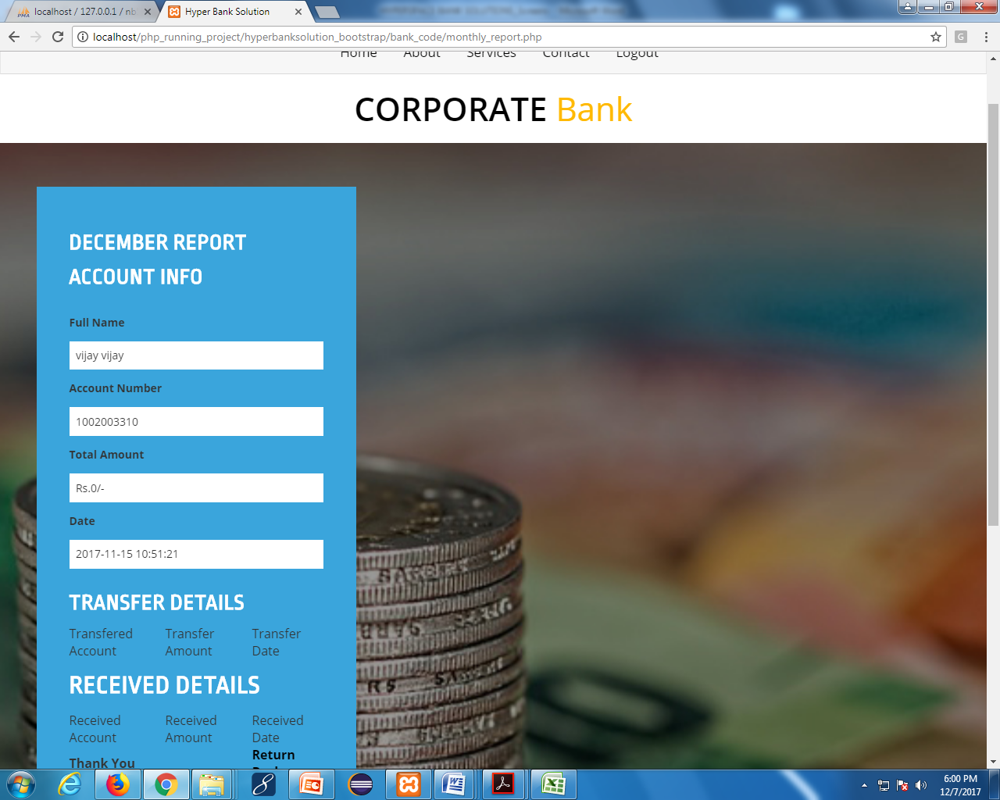 localhost / 127.0.0.1 / nb
Hyper Bank Solution
localhost/php_running_project/hyperbanksolution_bootstrap/bank_code/monthly_report.php
G
Home About Services Contact Logout
CORPORATE Bank
DECEMBER REPORT
ACCOUNT INFO
Full Name
vijay vijay
Account Number
1002003310
Total Amount
Rs.0/-
Date
2017-11-15 10:51:21
TRANSFER DETAILS
Transfered Transfer Transfer
Account Amount Date
RECEIVED DETAILS
Received Received Received
Account Amount Date
Thank You Return
6:00 PM
12/7/2017